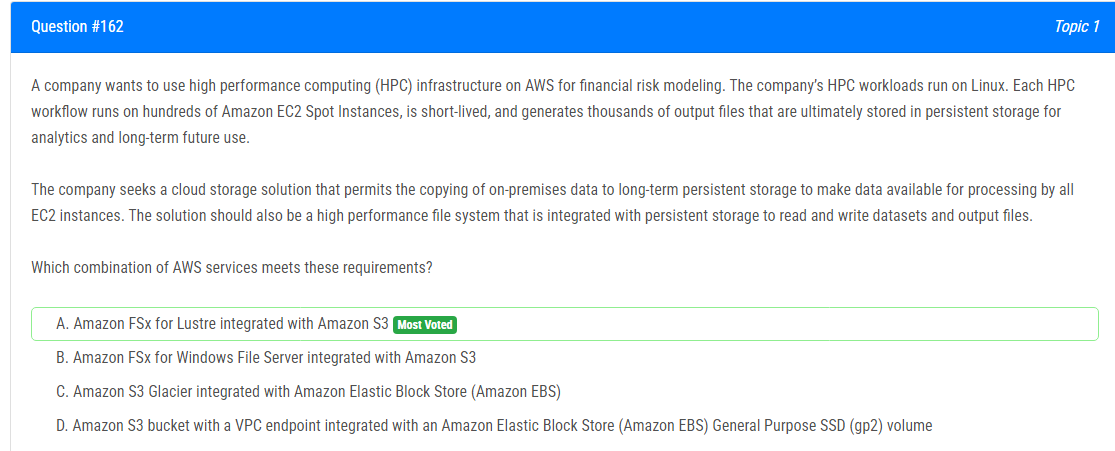 Question #162
Topic 1
A company wants to use high performance computing (HPC) infrastructure on AWS for financial risk modeling. The company's HPC workloads run on Linux. Each HPC
workflow runs on hundreds of Amazon EC2 Spot Instances, is short-lived, and generates thousands of output files that are ultimately stored in persistent storage for
analytics and long-term future use.
The company seeks a cloud storage solution that permits the copying of on-premises data to long-term persistent storage to make data available for processing by all
EC2 instances. The solution should also be a high performance file system that is integrated with persistent storage to read and write datasets and output files.
Which combination of AWS services meets these requirements?
A. Amazon FSx for Lustre integrated with Amazon S3 Most Voted
B. Amazon FSx for Windows File Server integrated with Amazon S3
C. Amazon S3 Glacier integrated with Amazon Elastic Block Store (Amazon EBS)
D. Amazon S3 bucket with a VPC endpoint integrated with an Amazon Elastic Block Store (Amazon EBS) General Purpose SSD (gp2) volume